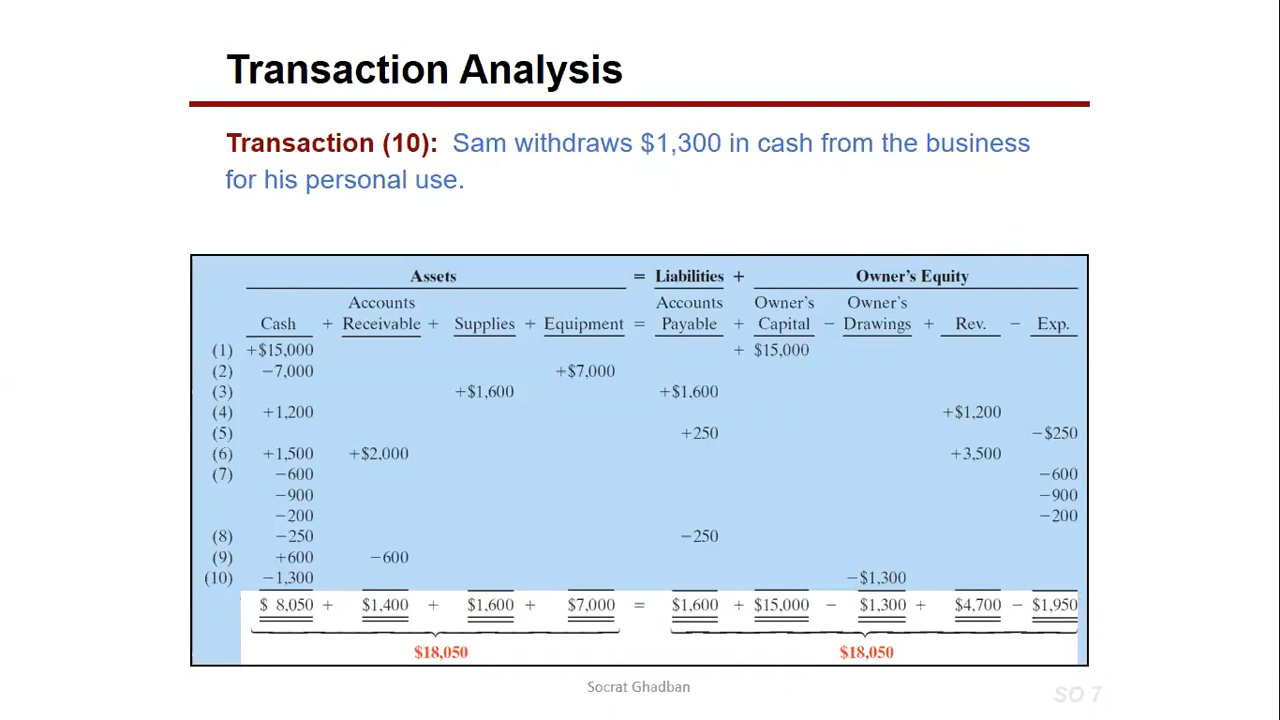 Transaction Analysis
Transaction (10): Sam withdraws $1,300 in cash from the business
for his personal use.
Assets = Liabilities + Owner's Equity
Accounts Accounts Owner's Owner's
Cash + Receivable + Supplies + Equipment = Payable + Capital − Drawings + Rev. − Exp.
(1) +$15,000 + $15,000
(2) −7,000 +$7,000
(3) +$1,600 +$1,600
(4) +1,200 +$1,200
(5) +250 −$250
(6) +1,500 +$2,000 +3,500
(7) −600 −600
−900 −900
−200 −200
(8) −250 −250
(9) +600 −600
(10) −1,300 −$1,300
$ 8,050 + $1,400 + $1,600 + $7,000 = $1,600 + $15,000 − $1,300 + $4,700 − $1,950
$18,050 $18,050
Socrat Ghadban
SO 7